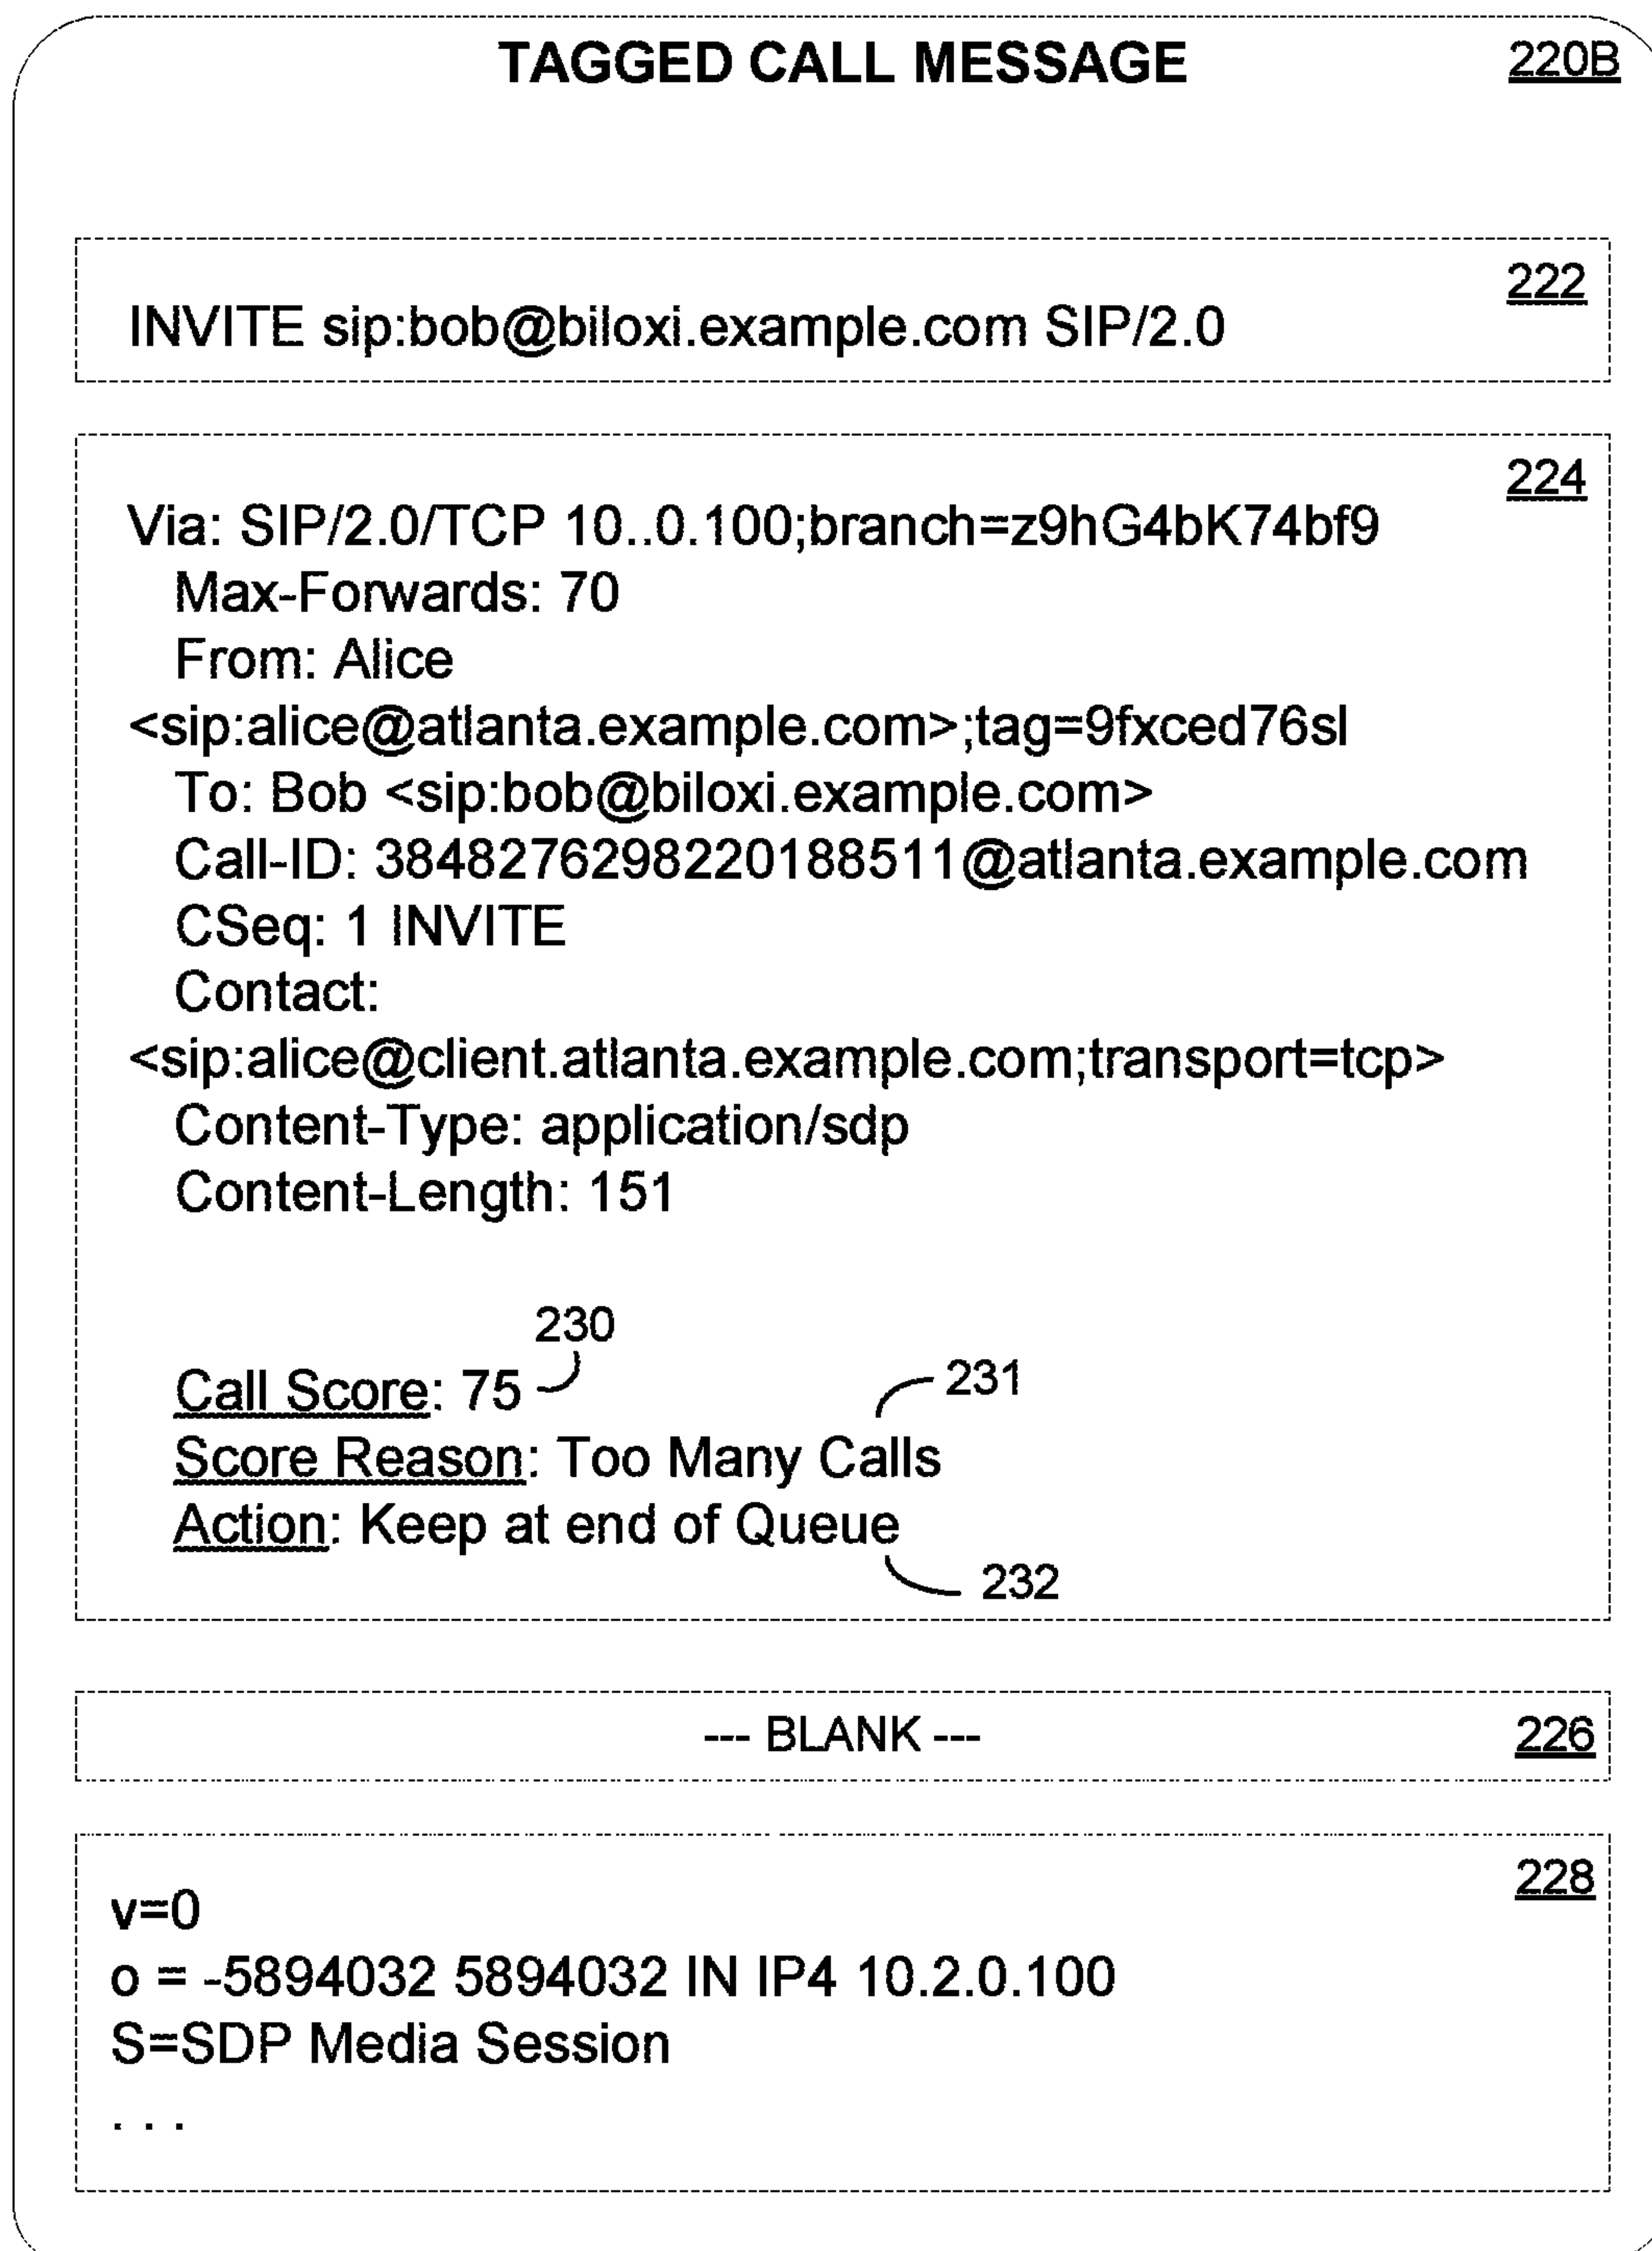 TAGGED CALL MESSAGE 220B
222
INVITE sip:bob@biloxi.example.com SIP/2.0
224
Via: SIP/2.0/TCP 10..0.100;branch=z9hG4bK74bf9
Max-Forwards: 70
From: Alice
<sip:alice@atlanta.example.com>;tag=9fxced76sl
To: Bob <sip:bob@biloxi.example.com>
Call-ID: 3848276298220188511@atlanta.example.com
CSeq: 1 INVITE
Contact:
<sip:alice@client.atlanta.example.com;transport=tcp>
Content-Type: application/sdp
Content-Length: 151
230
Call Score: 75
231
Score Reason: Too Many Calls
Action: Keep at end of Queue
232
--- BLANK --- 226
228
v=0
o = -5894032 5894032 IN IP4 10.2.0.100
S=SDP Media Session
. . .